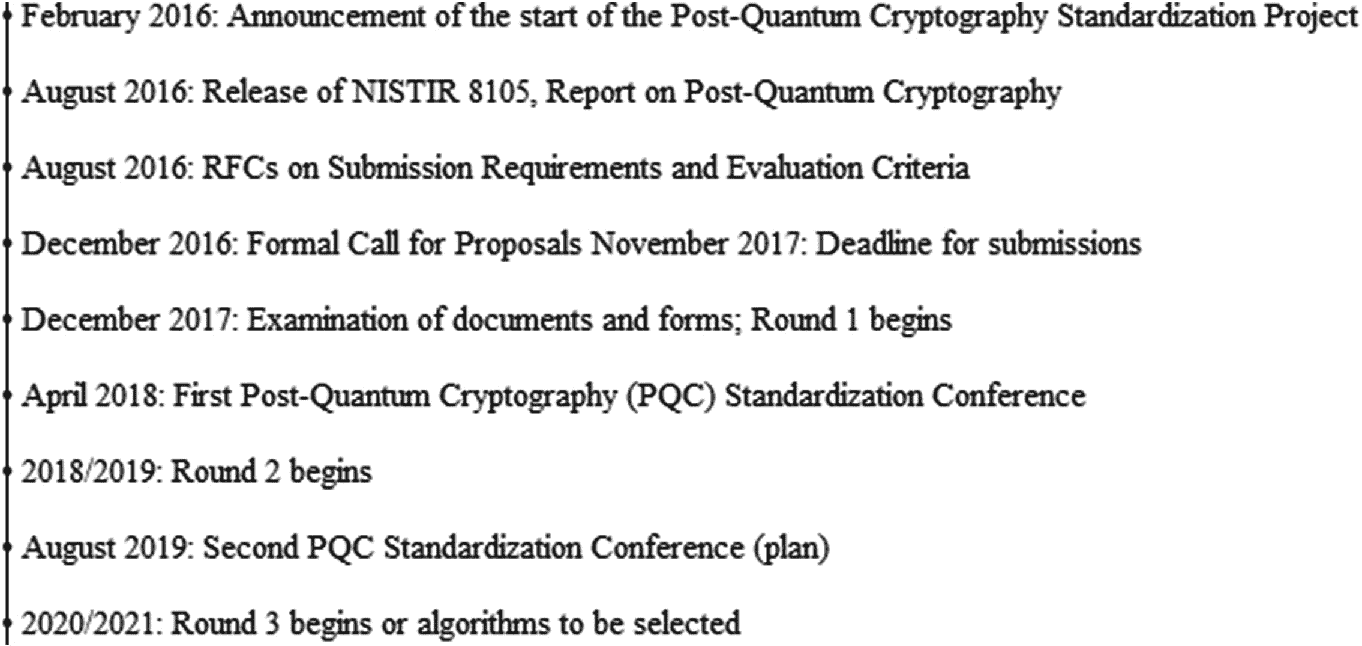 February 2016: Announcement of the start of the Post-Quantum Cryptography Standardization Project
August 2016: Release of NISTIR 8105, Report on Post-Quantum Cryptography
August 2016: RFCs on Submission Requirements and Evaluation Criteria
December 2016: Formal Call for Proposals November 2017: Deadline for submissions
December 2017: Examination of documents and forms; Round 1 begins
April 2018: First Post-Quantum Cryptography (PQC) Standardization Conference
2018/2019: Round 2 begins
August 2019: Second PQC Standardization Conference (plan)
2020/2021: Round 3 begins or algorithms to be selected